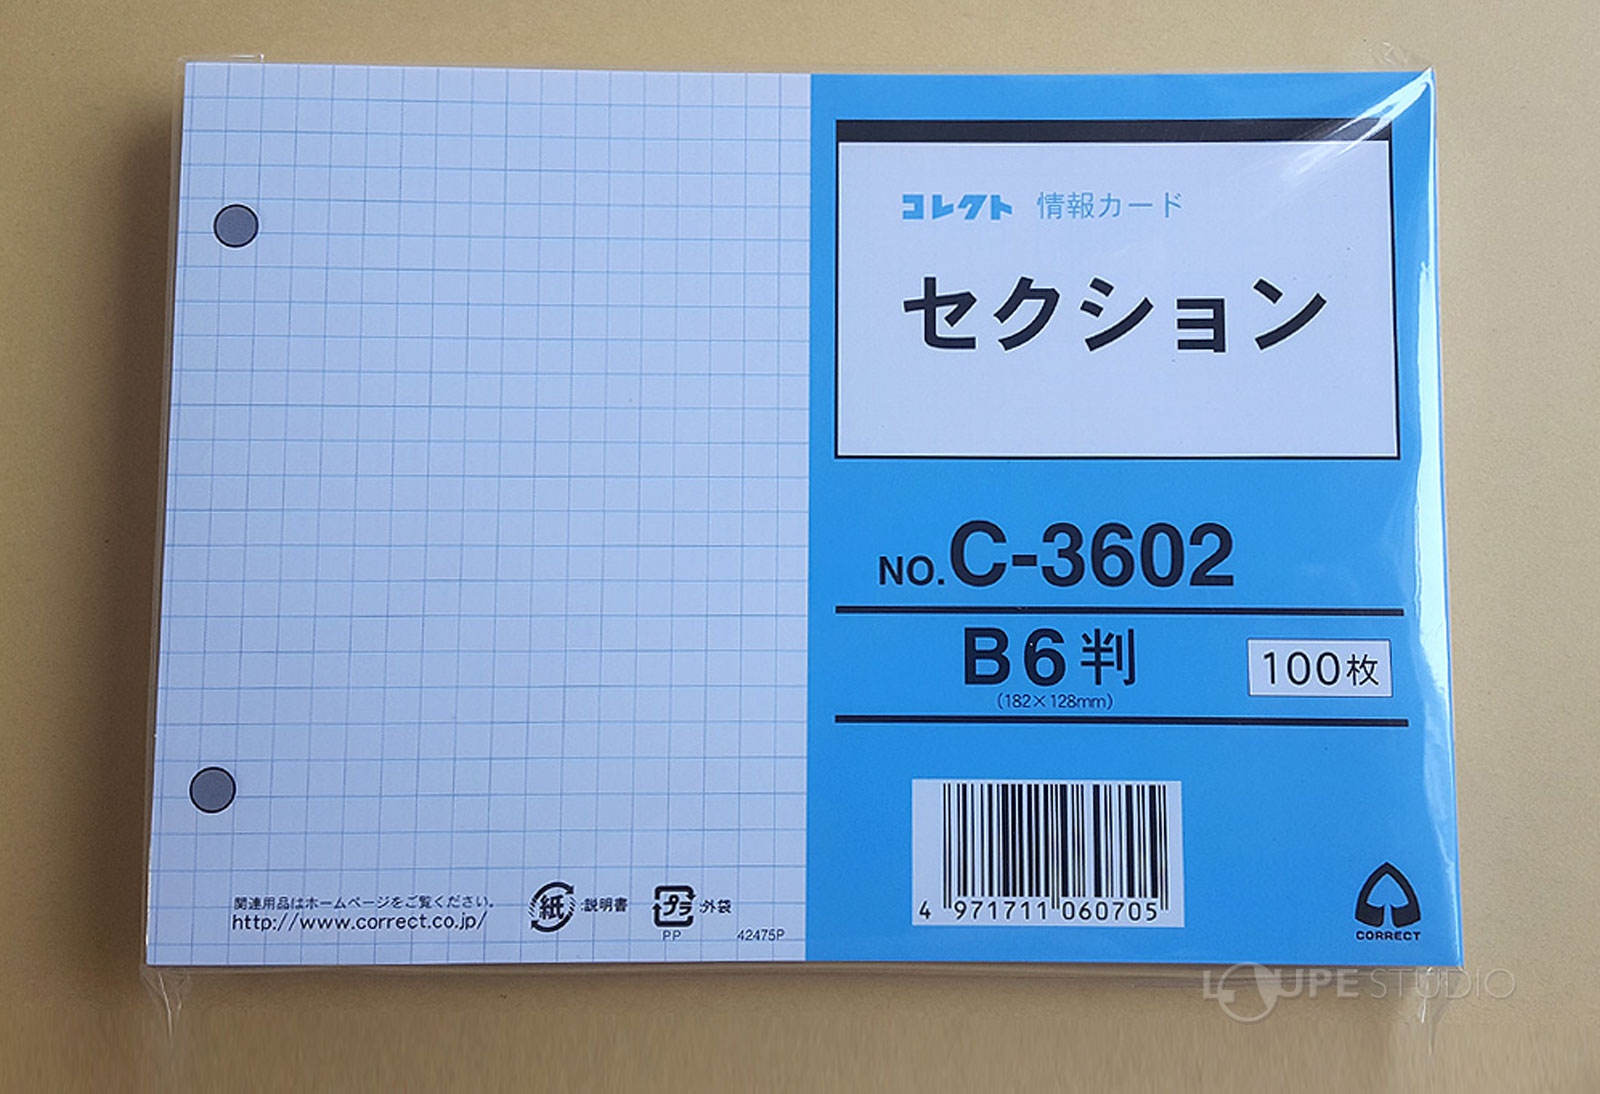 コレクト 情報カード
セクション
NO. C-3602
B6判
(182×128mm)
100枚
4 971711 060705
CORRECT
関連用品はホームページをご覧ください。
http://www.correct.co.jp/
紙 :説明書
プラ :外袋
PP
42475P
LOUPE STUDIO